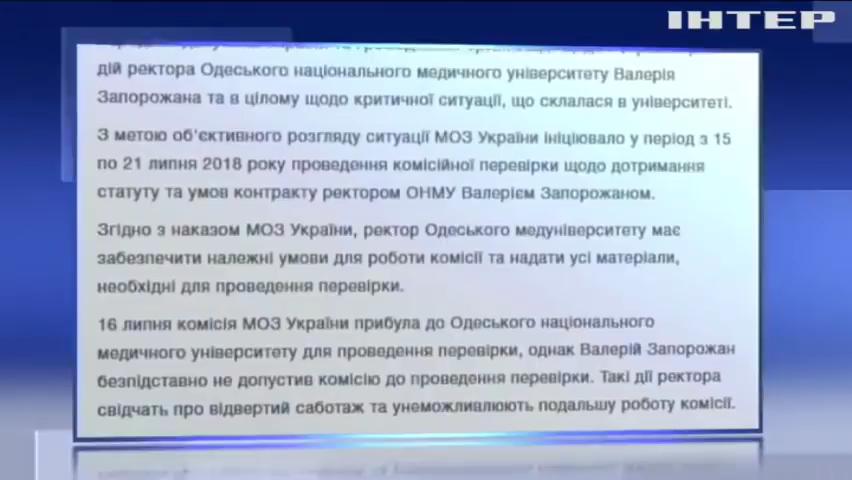 ІНТЕР
дій ректора Одеського національного медичного університету Валерія
Запорожана та в цілому щодо критичної ситуації, що склалася в університеті.
З метою об'єктивного розгляду ситуації МОЗ України ініціювало у період з 15
по 21 липня 2018 року проведення комісійної перевірки щодо дотримання
статуту та умов контракту ректором ОНМУ Валерієм Запорожаном.
Згідно з наказом МОЗ України, ректор Одеського медуніверситету має
забезпечити належні умови для роботи комісії та надати усі матеріали,
необхідні для проведення перевірки.
16 липня комісія МОЗ України прибула до Одеського національного
медичного університету для проведення перевірки, однак Валерій Запорожан
безпідставно не допустив комісію до проведення перевірки. Такі дії ректора
свідчать про відвертий саботаж та унеможливлюють подальшу роботу комісії.